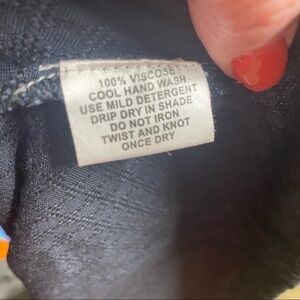 100% VISCOSE
COOL HAND WASH
USE MILD DETERGENT
DRIP DRY IN SHADE
DO NOT IRON
TWIST AND KNOT
ONCE DRY